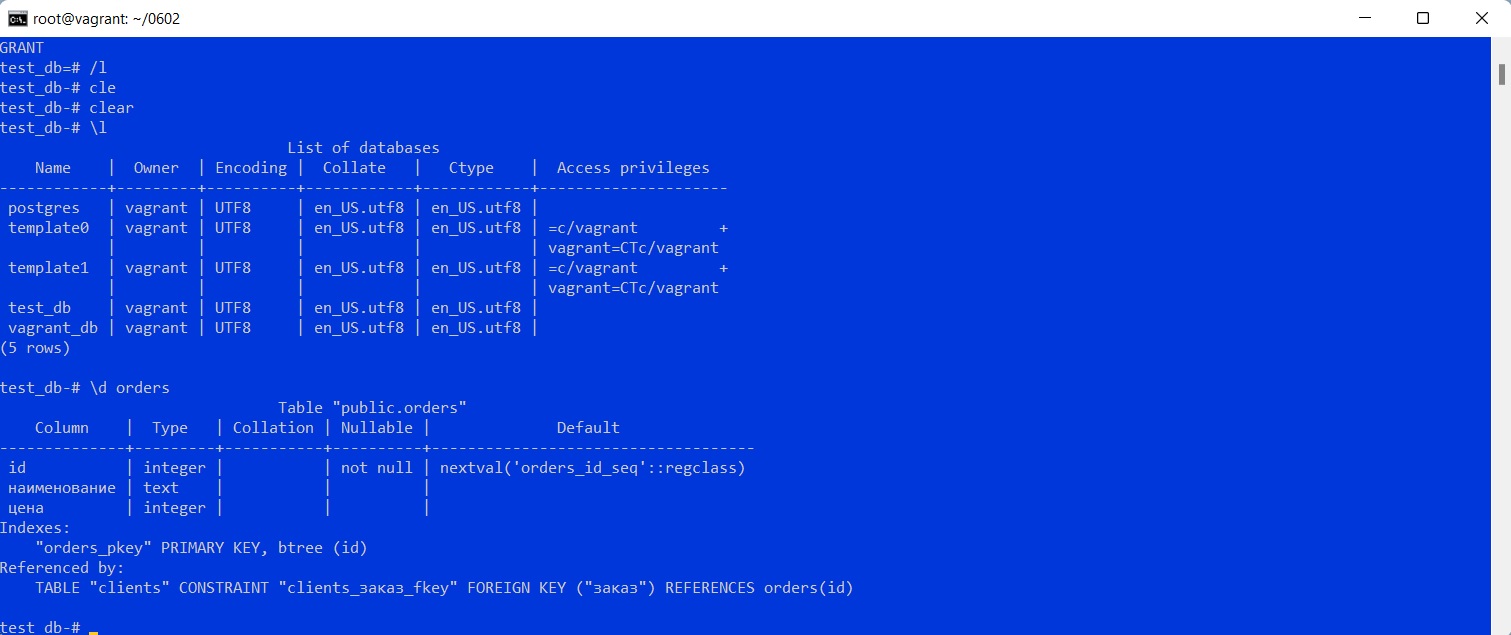 root@vagrant: ~/0602
GRANT
test_db=# /l
test_db-# cle
test_db-# clear
test_db-# \l
                                List of databases
    Name    |  Owner  | Encoding |  Collate   |   Ctype    |  Access privileges
------------+---------+----------+------------+------------+---------------------
 postgres   | vagrant | UTF8     | en_US.utf8 | en_US.utf8 |
 template0  | vagrant | UTF8     | en_US.utf8 | en_US.utf8 | =c/vagrant         +
            |         |          |            |            | vagrant=CTc/vagrant
 template1  | vagrant | UTF8     | en_US.utf8 | en_US.utf8 | =c/vagrant         +
            |         |          |            |            | vagrant=CTc/vagrant
 test_db    | vagrant | UTF8     | en_US.utf8 | en_US.utf8 |
 vagrant_db | vagrant | UTF8     | en_US.utf8 | en_US.utf8 |
(5 rows)

test_db-# \d orders
                               Table "public.orders"
    Column    |  Type   | Collation | Nullable |              Default
--------------+---------+-----------+----------+------------------------------------
 id           | integer |           | not null | nextval('orders_id_seq'::regclass)
 наименование | text    |           |          |
 цена         | integer |           |          |
Indexes:
    "orders_pkey" PRIMARY KEY, btree (id)
Referenced by:
    TABLE "clients" CONSTRAINT "clients_заказ_fkey" FOREIGN KEY ("заказ") REFERENCES orders(id)

test_db-#